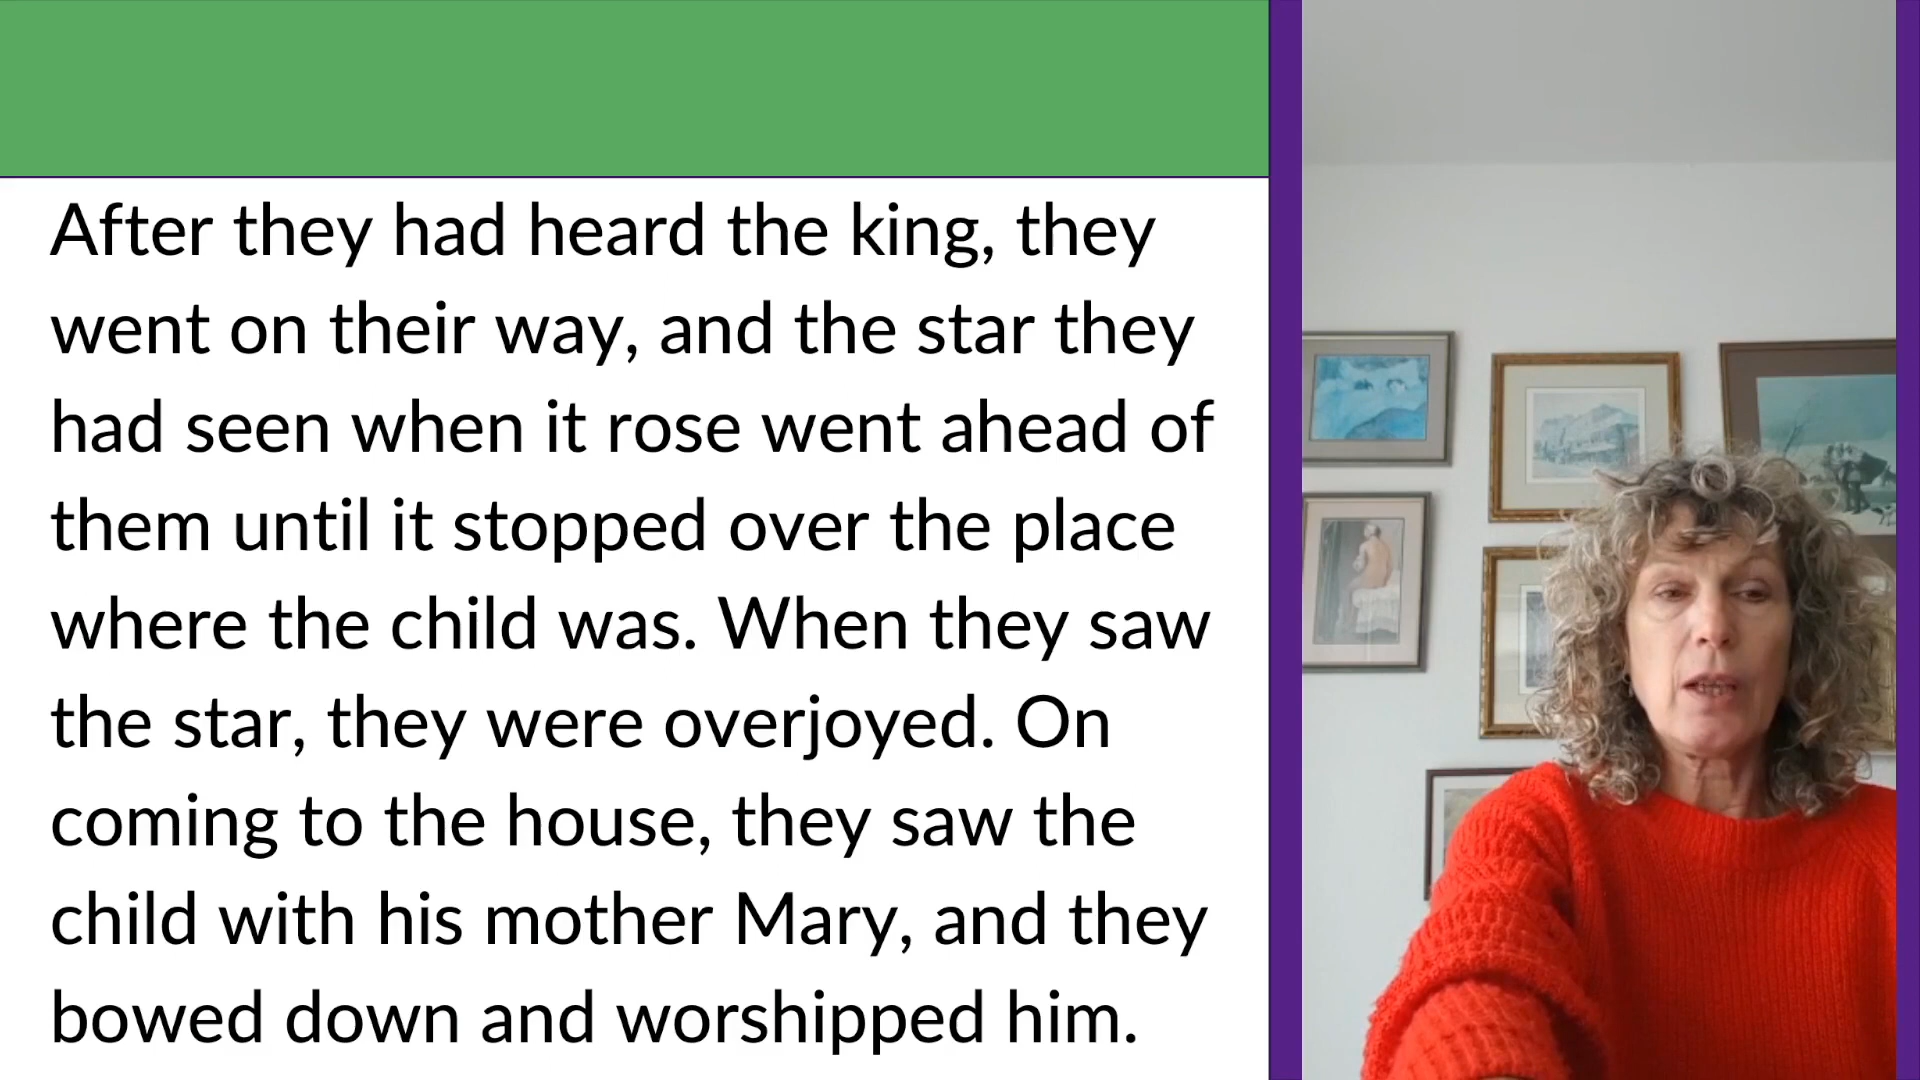 After they had heard the king, they
went on their way, and the star they
had seen when it rose went ahead of
them until it stopped over the place
where the child was. When they saw
the star, they were overjoyed. On
coming to the house, they saw the
child with his mother Mary, and they
bowed down and worshipped him.